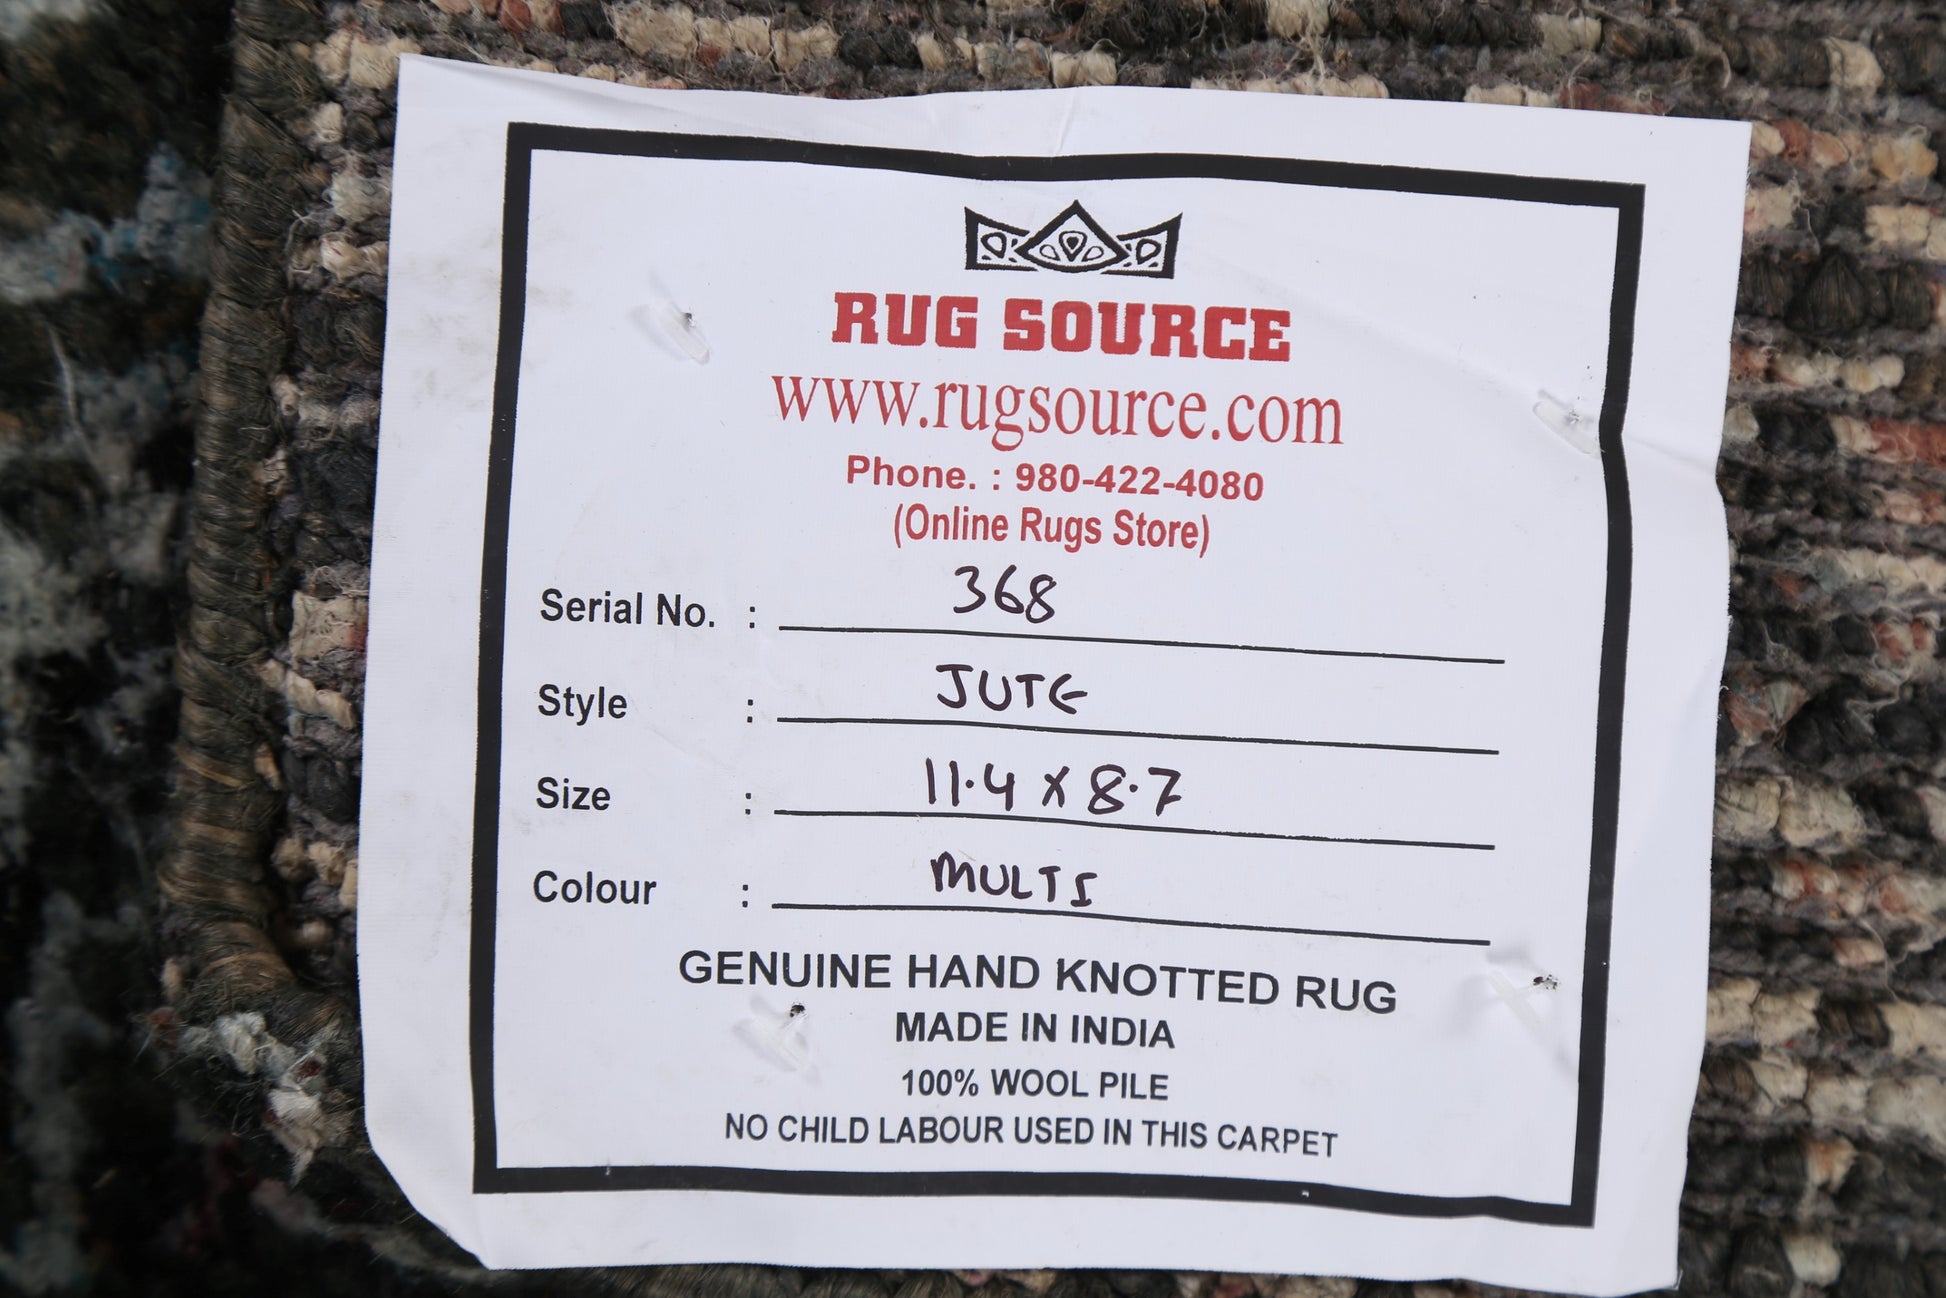 RUG SOURCE
www.rugsource.com
Phone. : 980-422-4080
(Online Rugs Store)
Serial No. : 368
Style : JUTE
Size : 11.4 x 8.7
Colour : MULTI
GENUINE HAND KNOTTED RUG
MADE IN INDIA
100% WOOL PILE
NO CHILD LABOUR USED IN THIS CARPET